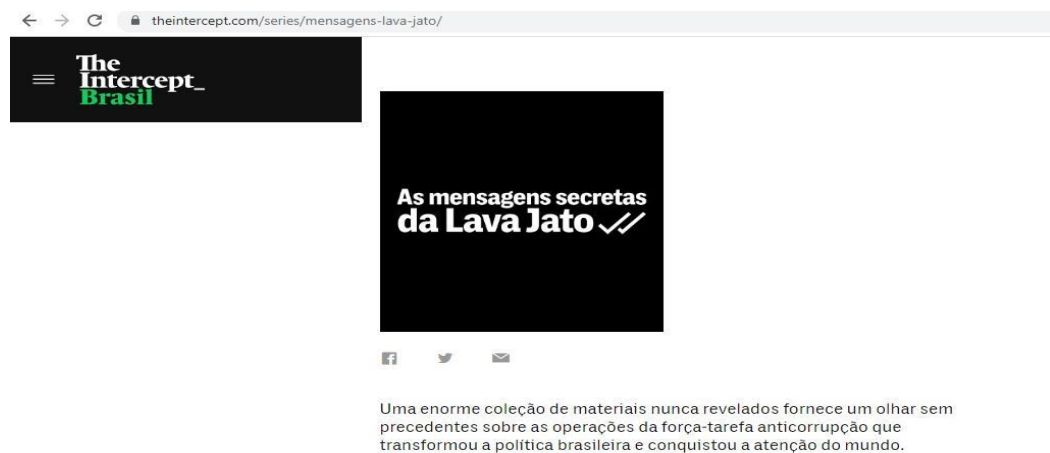 theintercept.com/series/mensagens-lava-jato/
The
Intercept_
Brasil
As mensagens secretas
da Lava Jato
Uma enorme coleção de materiais nunca revelados fornece um olhar sem
precedentes sobre as operações da força-tarefa anticorrupção que
transformou a política brasileira e conquistou a atenção do mundo.